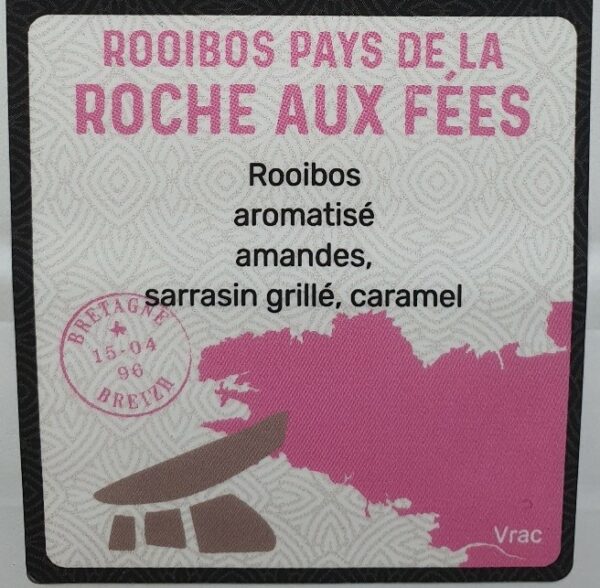 ROOIBOS PAYS DE LA
ROCHE AUX FÉES
Rooibos
aromatisé
amandes,
sarrasin grillé, caramel
BRETAGNE
15-04
96
BREIZH
Vrac